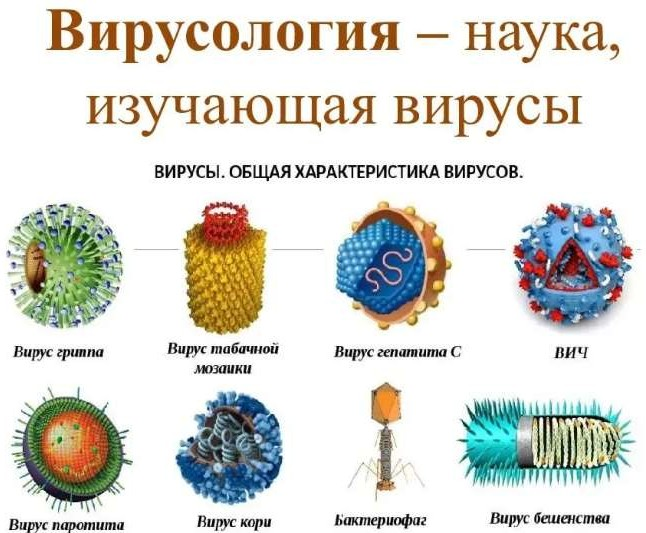 Вирусология – наука,
изучающая вирусы
ВИРУСЫ. ОБЩАЯ ХАРАКТЕРИСТИКА ВИРУСОВ.
Вирус гриппа
Вирус табачной
мозаики
Вирус гепатита С
ВИЧ
Вирус паротита
Вирус кори
Бактериофаг
Вирус бешенства